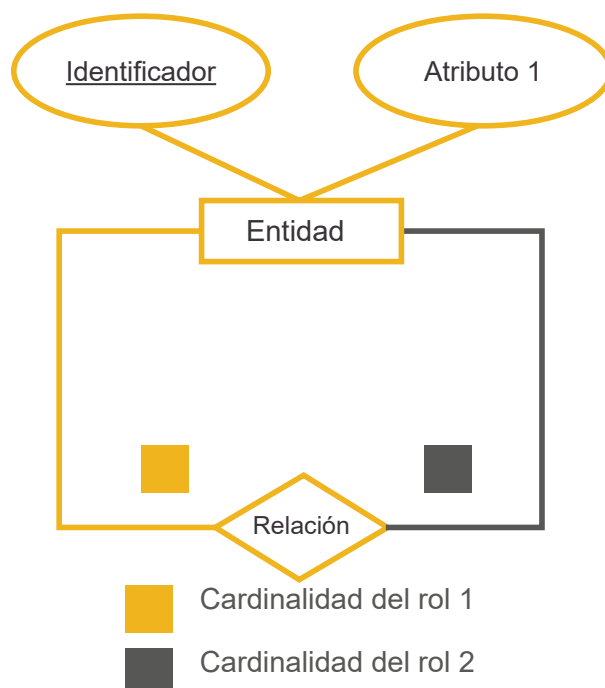 Identificador
Atributo 1
Entidad
Relación
Cardinalidad del rol 1
Cardinalidad del rol 2